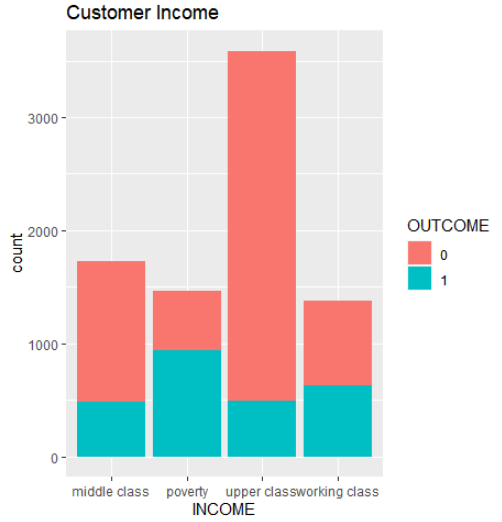 Customer Income
3000
2000
1000
0
count
middle class
poverty
upper class
working class
INCOME
OUTCOME
0
1